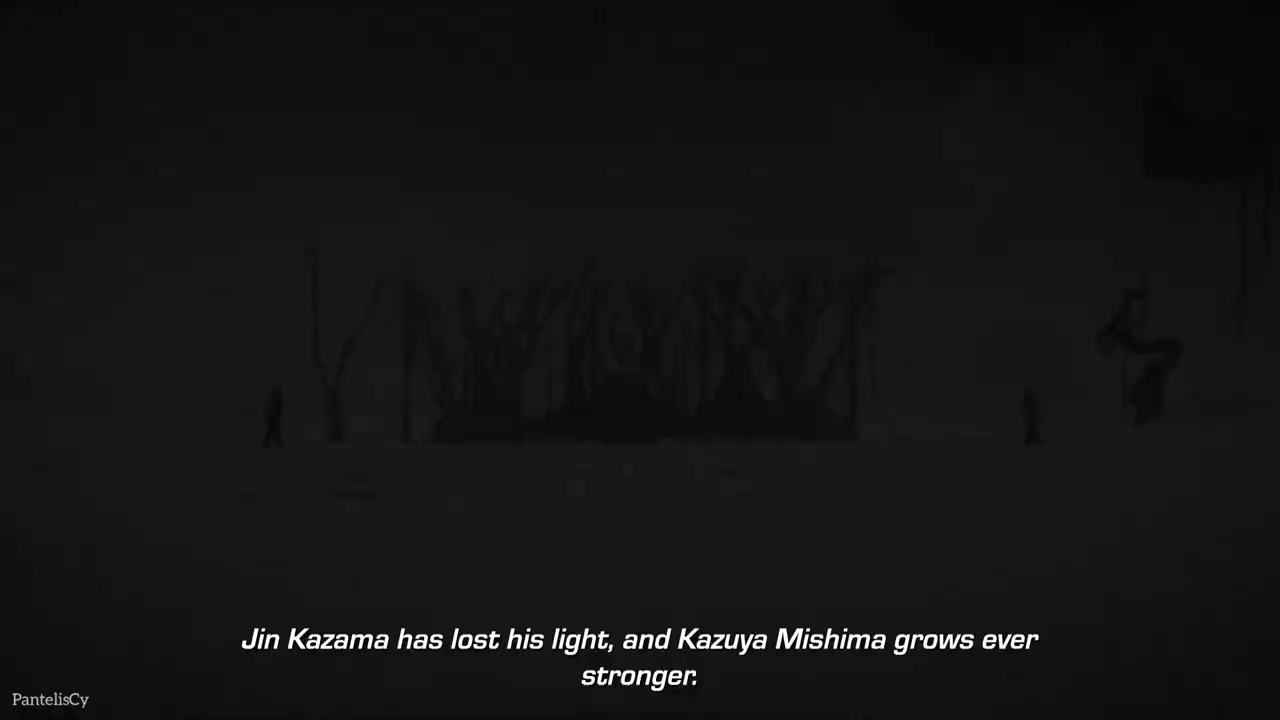 Jin Kazama has lost his light, and Kazuya Mishima grows ever
stronger.
PantelisCy